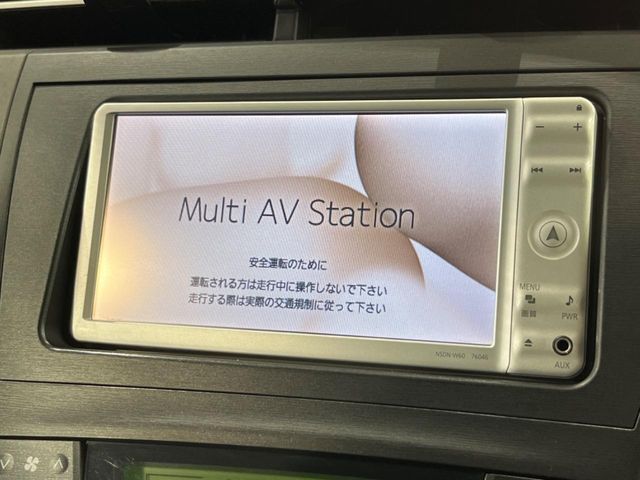 Multi AV Station
安全運転のために
運転される方は走行中に操作しないで下さい
走行する際は実際の交通規制に従って下さい
− +
MENU
画質
PWR
AUX
NSDN-W60 76046